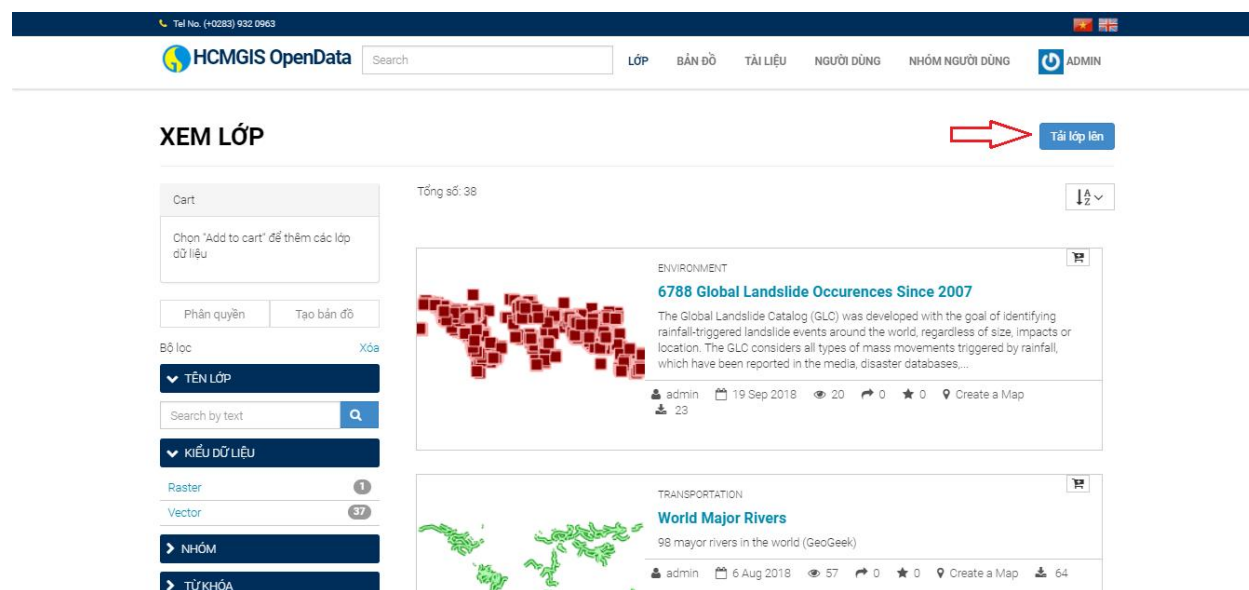 Tel No. (+0283) 932 0963
HCMGIS OpenData
Search
LỚP BẢN ĐỒ TÀI LIỆU NGƯỜI DÙNG NHÓM NGƯỜI DÙNG ADMIN
XEM LỚP
Tải lớp lên
Cart
Chọn "Add to cart" để thêm các lớp
dữ liệu
Phân quyền Tạo bản đồ
Bộ lọc Xóa
TÊN LỚP
Search by text
KIỂU DỮ LIỆU
Raster 1
Vector 37
NHÓM
TỪ KHÓA
Tổng số: 38
A
Z
ENVIRONMENT
6788 Global Landslide Occurences Since 2007
The Global Landslide Catalog (GLC) was developed with the goal of identifying
rainfall-triggered landslide events around the world, regardless of size, impacts or
location. The GLC considers all types of mass movements triggered by rainfall,
which have been reported in the media, disaster databases,...
admin 19 Sep 2018 20 0 0 Create a Map
23
TRANSPORTATION
World Major Rivers
98 mayor rivers in the world (GeoGeek)
admin 6 Aug 2018 57 0 0 Create a Map 64